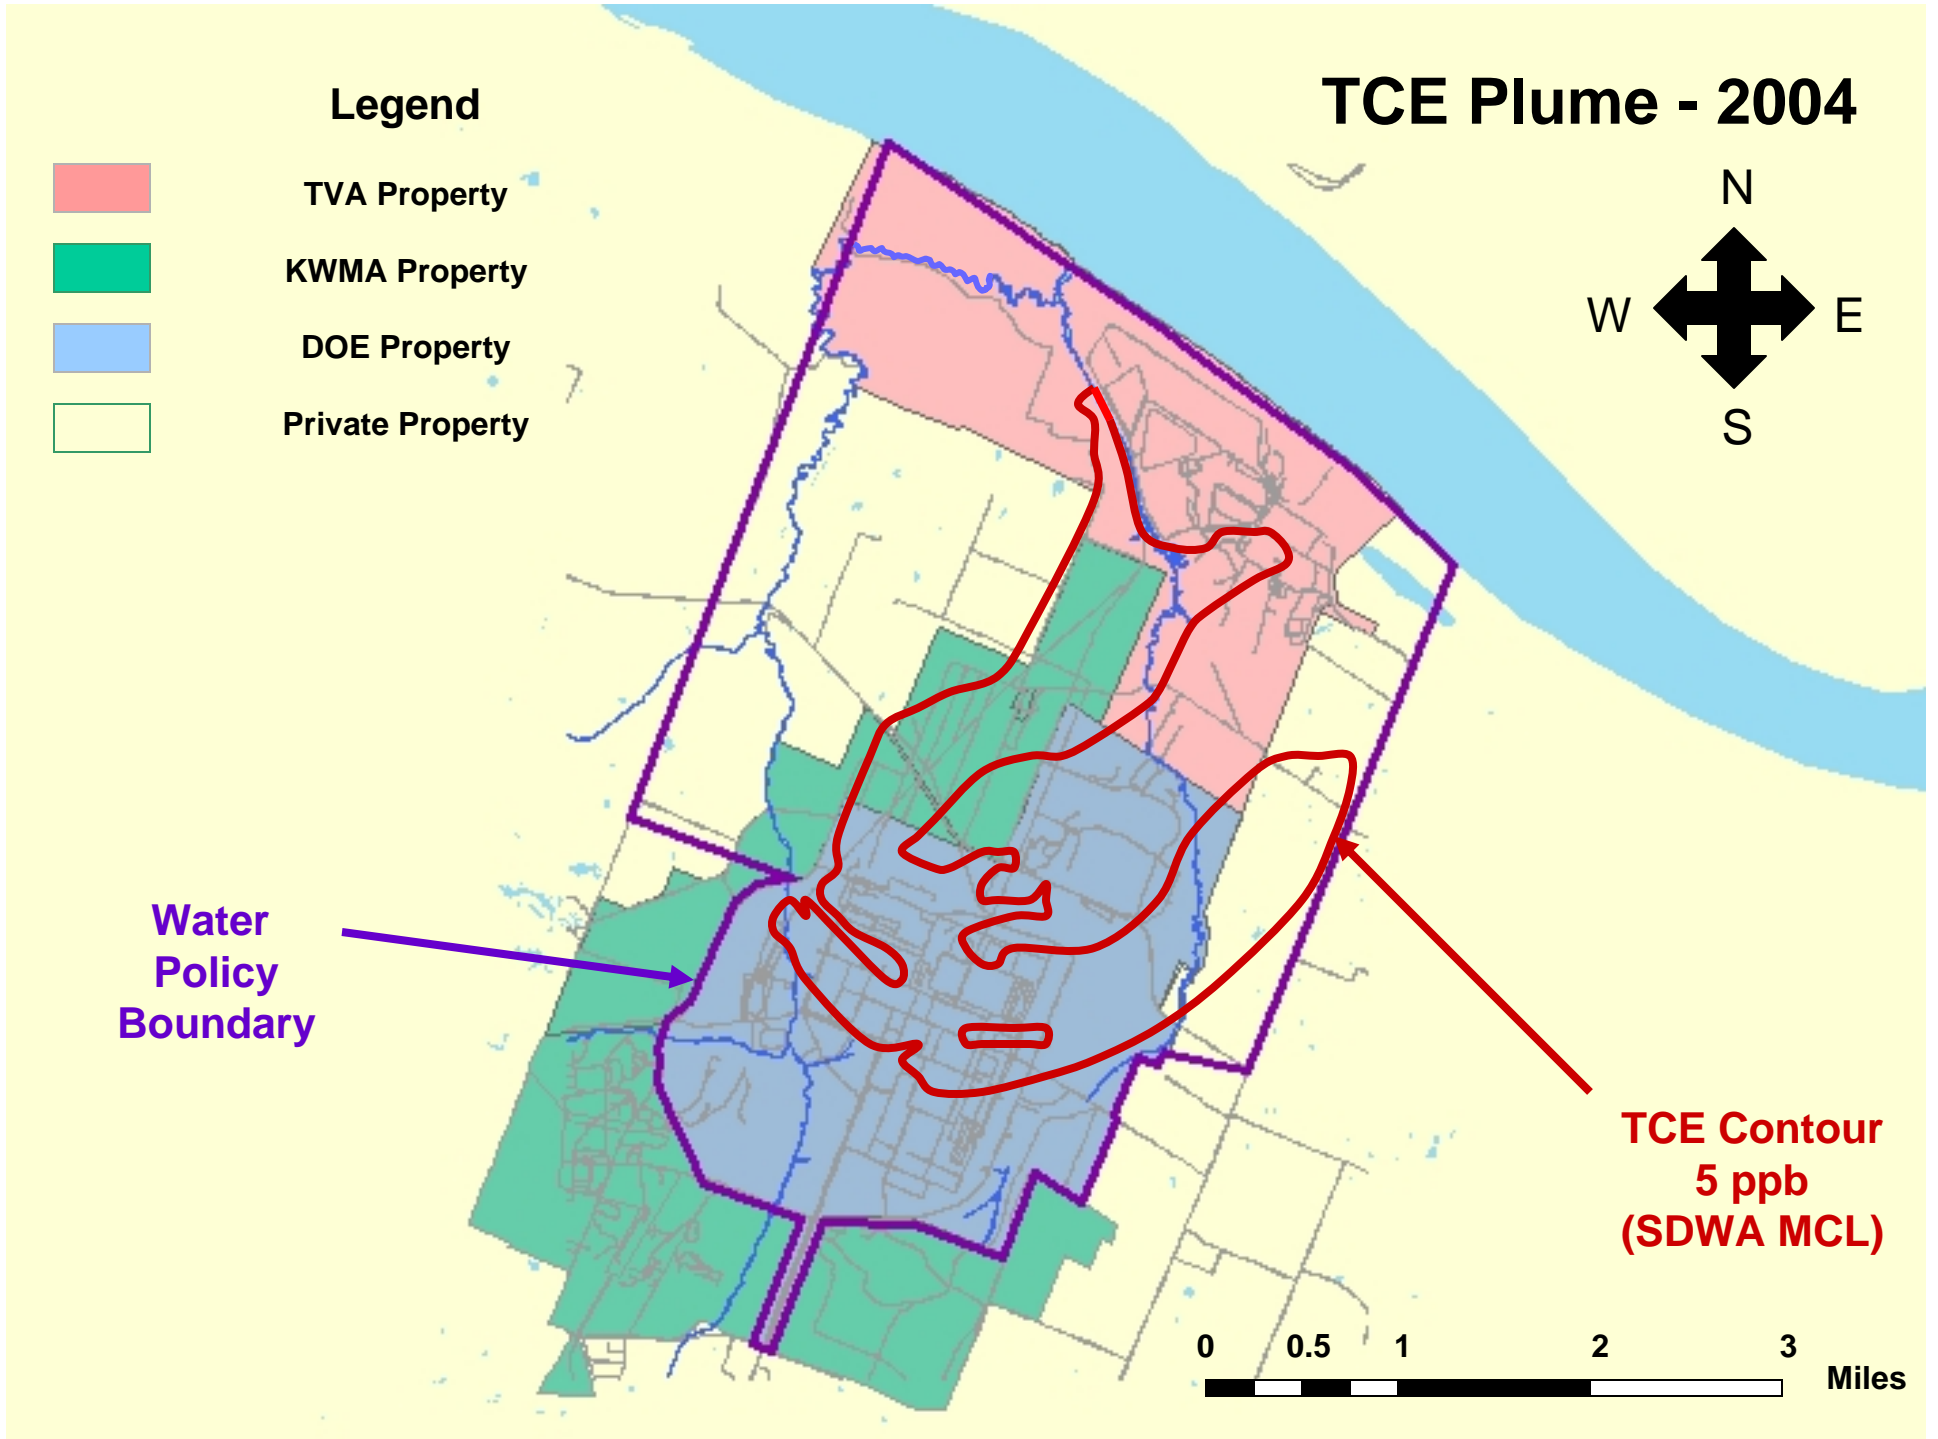 TCE Plume - 2004
Legend
TVA Property
KWMA Property
DOE Property
Private Property
N
W E
S
Water
Policy
Boundary
TCE Contour
5 ppb
(SDWA MCL)
0 0.5 1 2 3
Miles